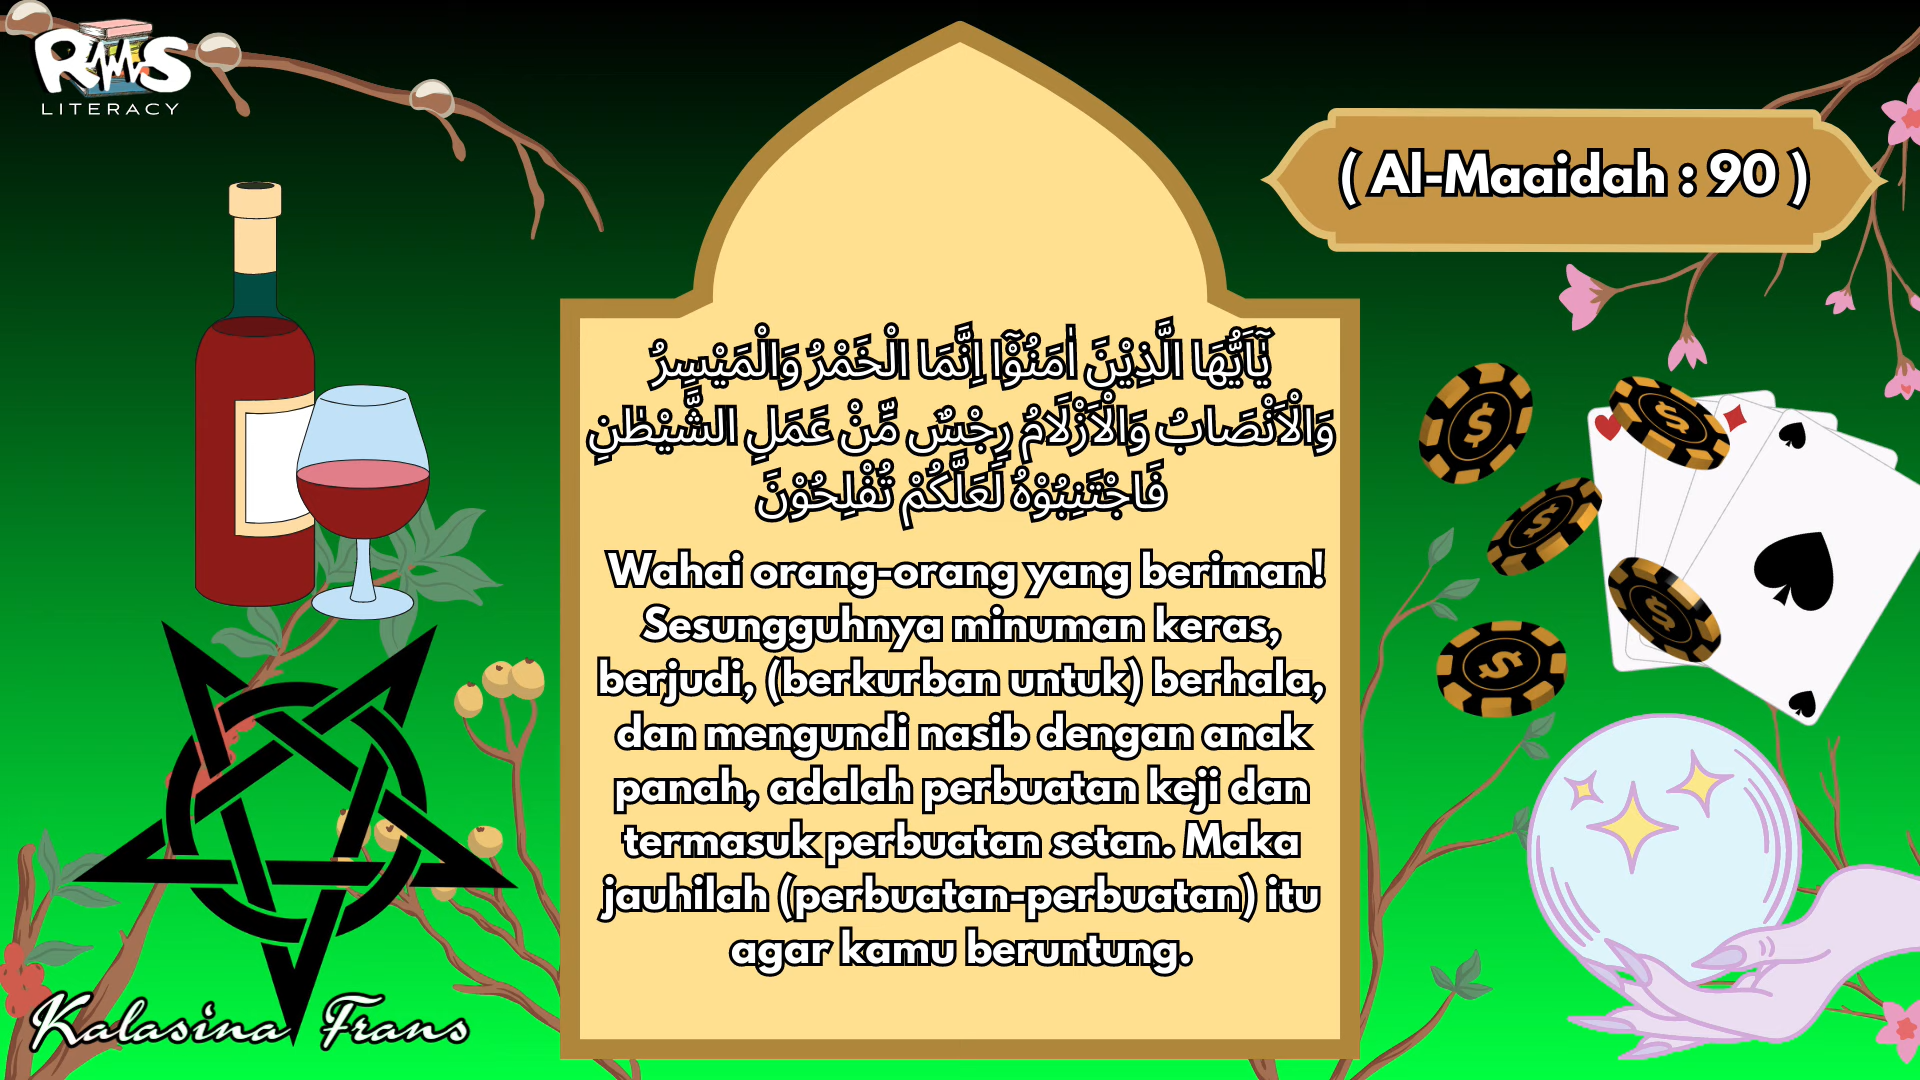 RMS
LITERACY
( Al-Maaidah : 90 )
يٰٓاَيُّهَا الَّذِيْنَ اٰمَنُوْٓا اِنَّمَا الْخَمْرُ وَالْمَيْسِرُ
وَالْاَنْصَابُ وَالْاَزْلَامُ رِجْسٌ مِّنْ عَمَلِ الشَّيْطٰنِ
فَاجْتَنِبُوْهُ لَعَلَّكُمْ تُفْلِحُوْنَ
Wahai orang-orang yang beriman!
Sesungguhnya minuman keras,
berjudi, (berkurban untuk) berhala,
dan mengundi nasib dengan anak
panah, adalah perbuatan keji dan
termasuk perbuatan setan. Maka
jauhilah (perbuatan-perbuatan) itu
agar kamu beruntung.
Kalasina Frans